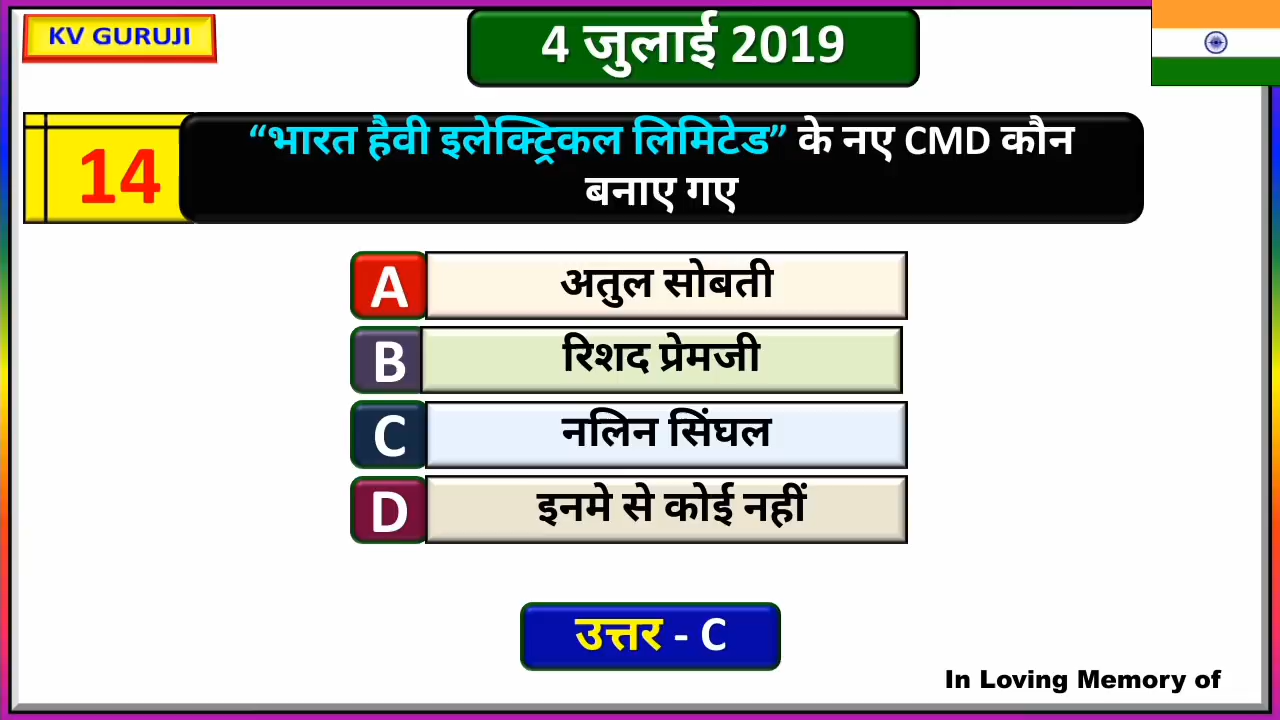 KV GURUJI
4 जुलाई 2019
14
“भारत हैवी इलेक्ट्रिकल लिमिटेड” के नए CMD कौन
बनाए गए
A अतुल सोबती
B रिशद प्रेमजी
C नलिन सिंघल
D इनमे से कोई नहीं
उत्तर - C
In Loving Memory of